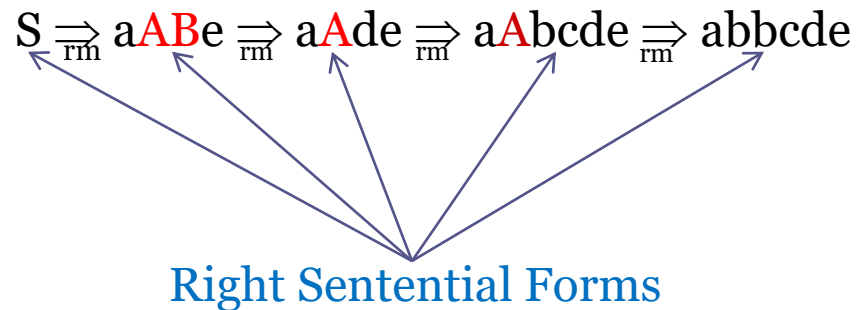 S ⇒rm aABe ⇒rm aAde ⇒rm aAbcde ⇒rm abbcde
Right Sentential Forms